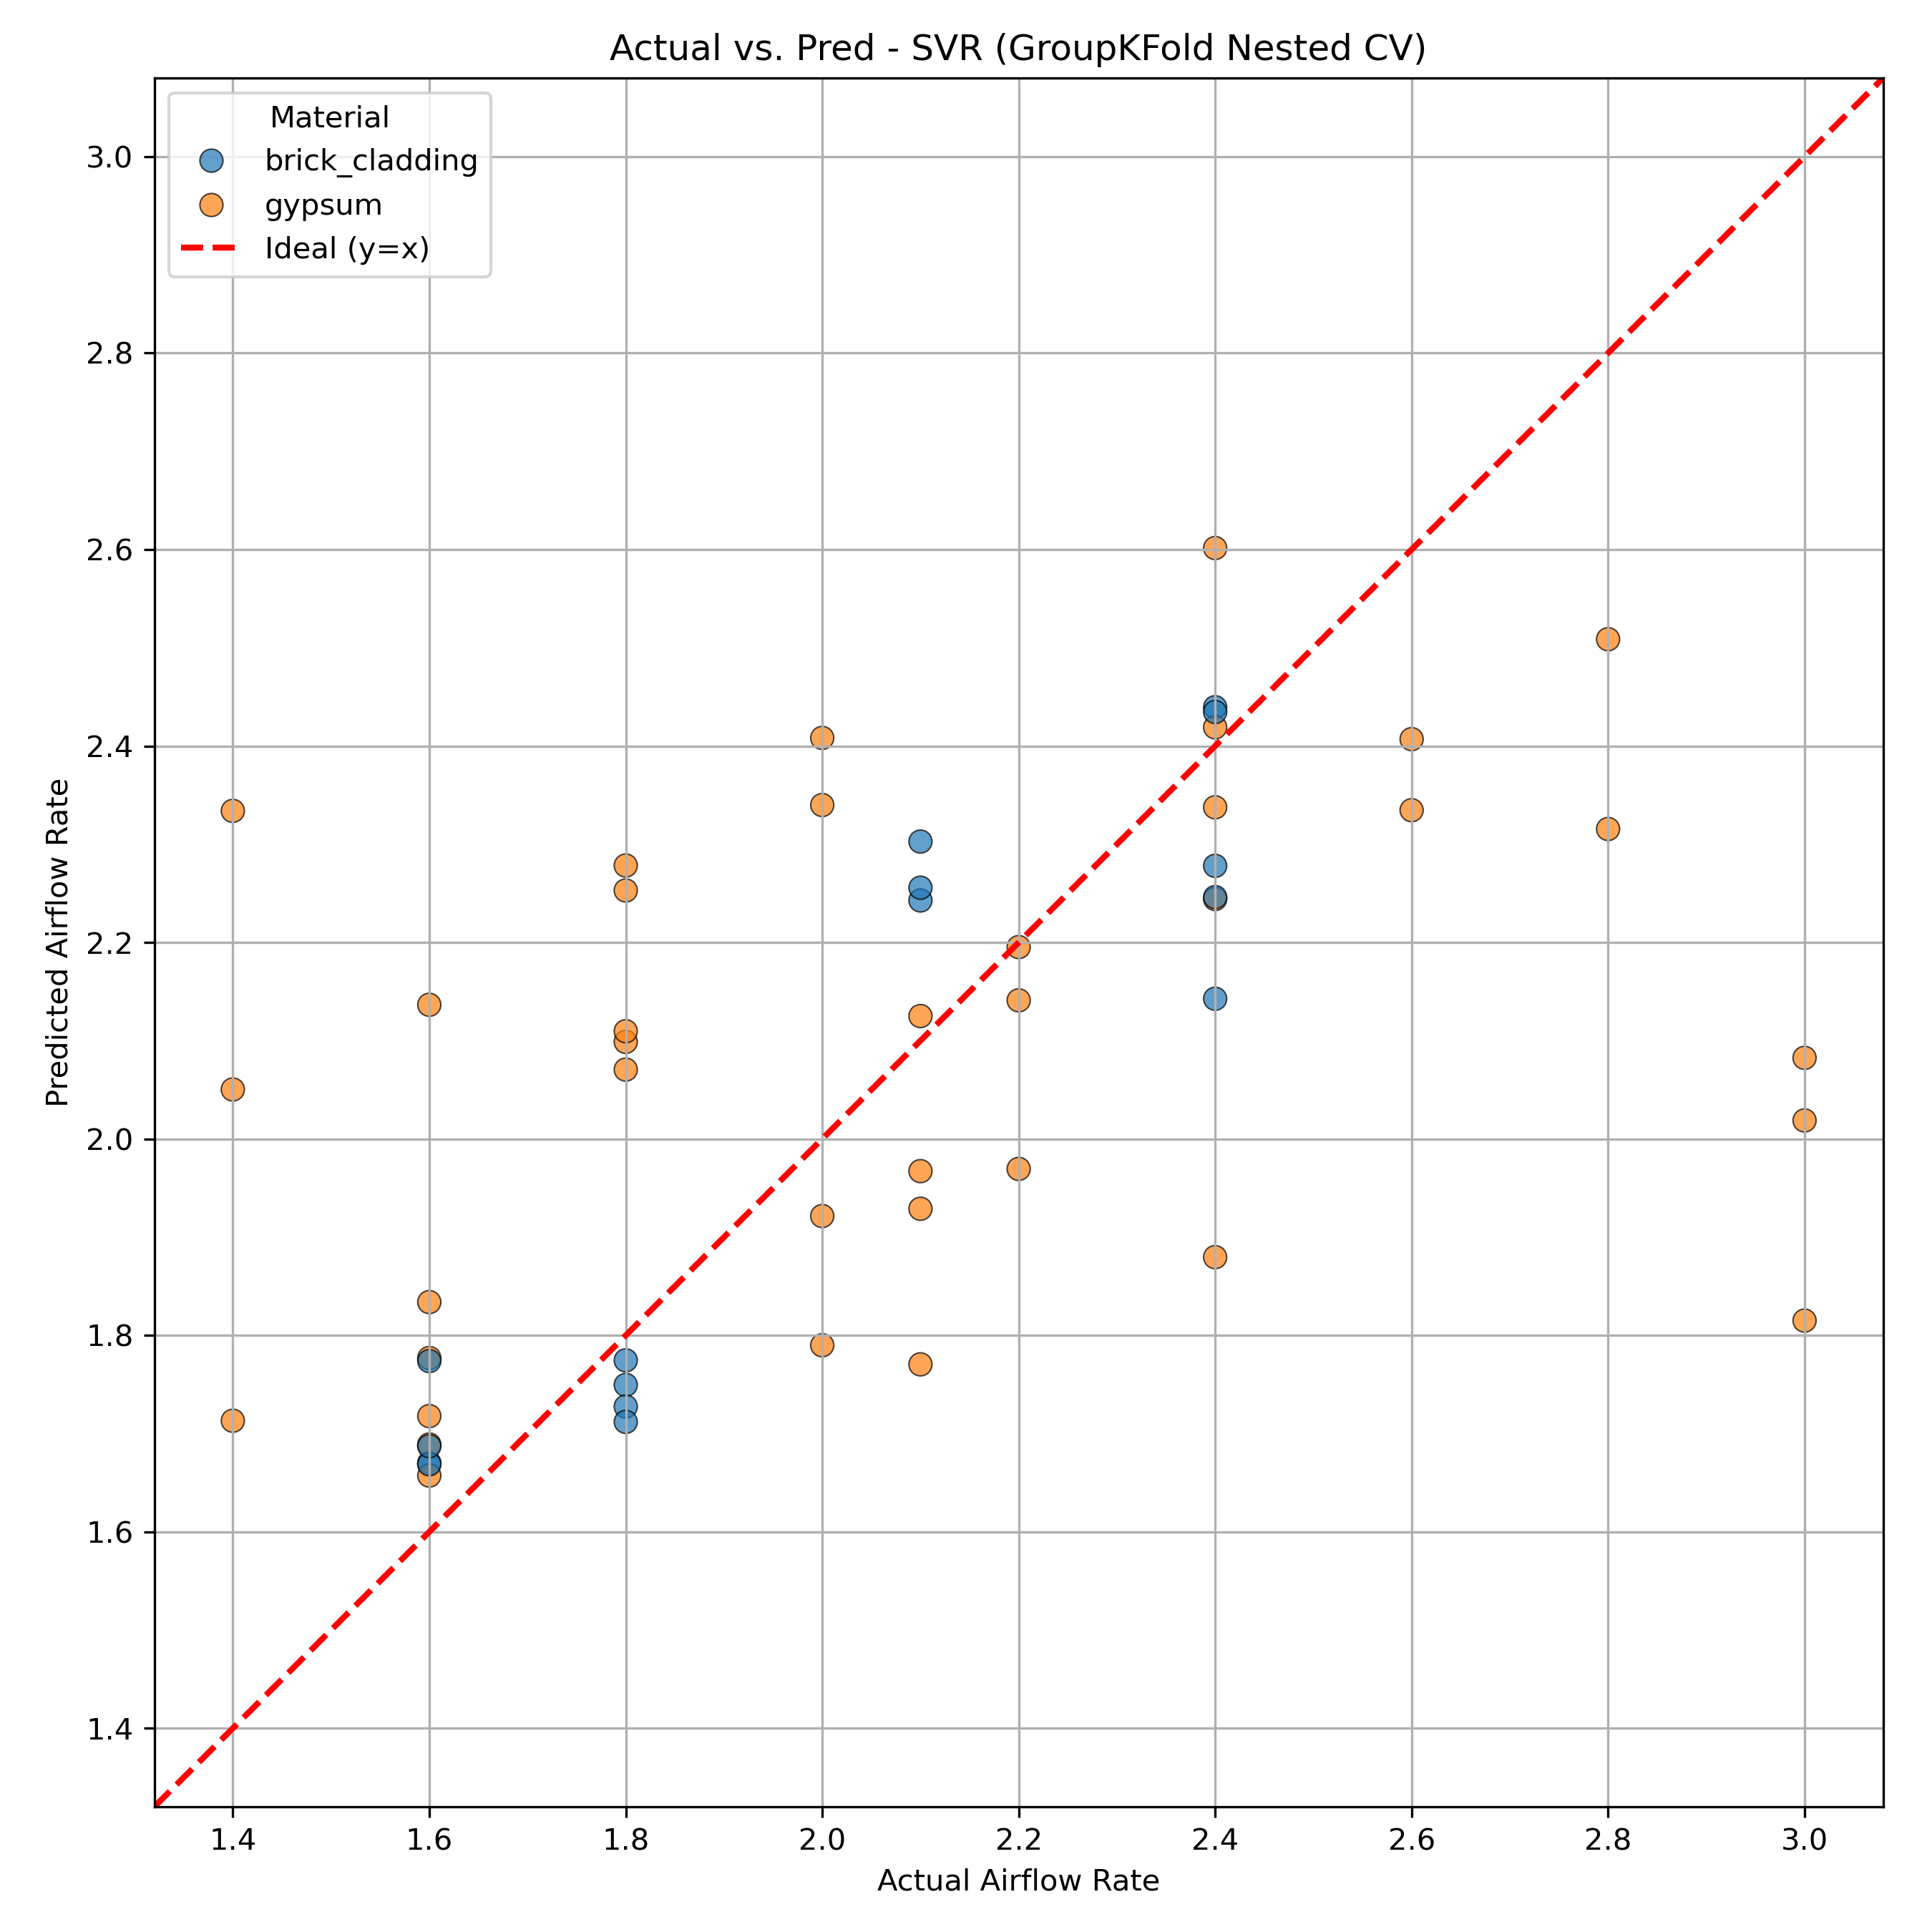 Actual vs. Pred - SVR (GroupKFold Nested CV)
Material
brick_cladding
gypsum
Ideal (y=x)
Predicted Airflow Rate
3.0
2.8
2.6
2.4
2.2
2.0
1.8
1.6
1.4
1.4 1.6 1.8 2.0 2.2 2.4 2.6 2.8 3.0
Actual Airflow Rate